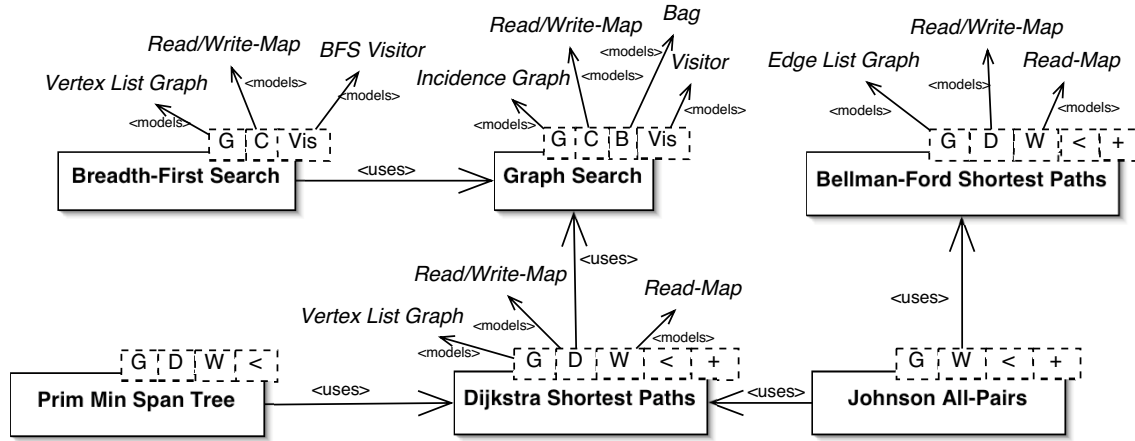 Read/Write-Map
BFS Visitor
Vertex List Graph
<models>
<models>
<models>
G C Vis
Breadth-First Search
<uses>
Bag
Read/Write-Map
<models>
Visitor
Incidence Graph
<models>
<models>
<models>
G C B Vis
Graph Search
Read/Write-Map
Edge List Graph
Read-Map
<models>
<models>
<models>
G D W < +
Bellman-Ford Shortest Paths
<uses>
<uses>
Read/Write-Map
Read-Map
Vertex List Graph
<models>
<models>
<models>
G D W <
Prim Min Span Tree
<uses>
G D W < +
Dijkstra Shortest Paths
<uses>
G W < +
Johnson All-Pairs